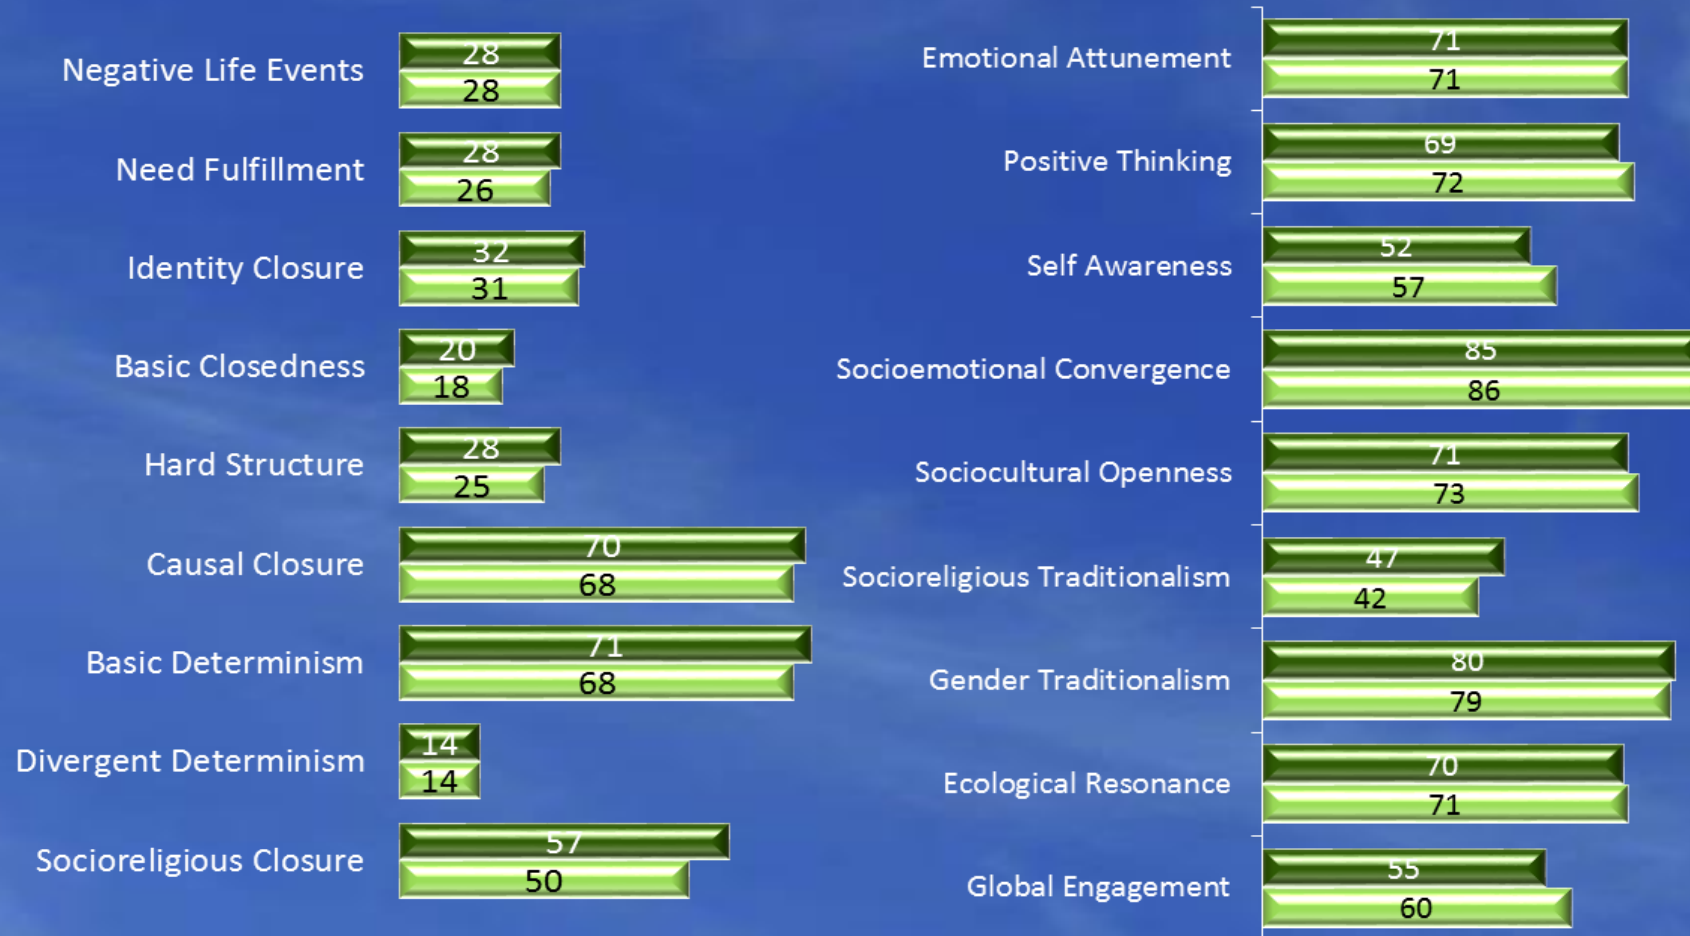 Negative Life Events
28
28
Need Fulfillment
28
26
Identity Closure
32
31
Basic Closedness
20
18
Hard Structure
28
25
Causal Closure
70
68
Basic Determinism
71
68
Divergent Determinism
14
14
Socioreligious Closure
57
50
Emotional Attunement
71
71
Positive Thinking
69
72
Self Awareness
52
57
Socioemotional Convergence
85
86
Sociocultural Openness
71
73
Socioreligious Traditionalism
47
42
Gender Traditionalism
80
79
Ecological Resonance
70
71
Global Engagement
55
60